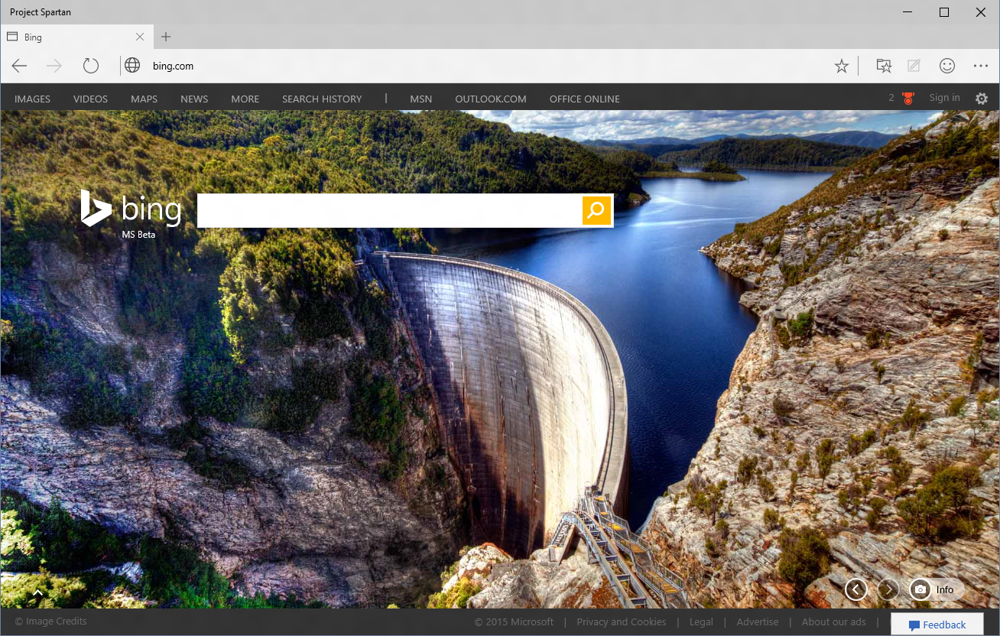 Project Spartan
Bing
bing.com
IMAGES VIDEOS MAPS NEWS MORE SEARCH HISTORY | MSN OUTLOOK.COM OFFICE ONLINE 2 Sign in
bing
MS Beta
Info
© Image Credits © 2015 Microsoft | Privacy and Cookies | Legal | Advertise | About our ads | Feedback